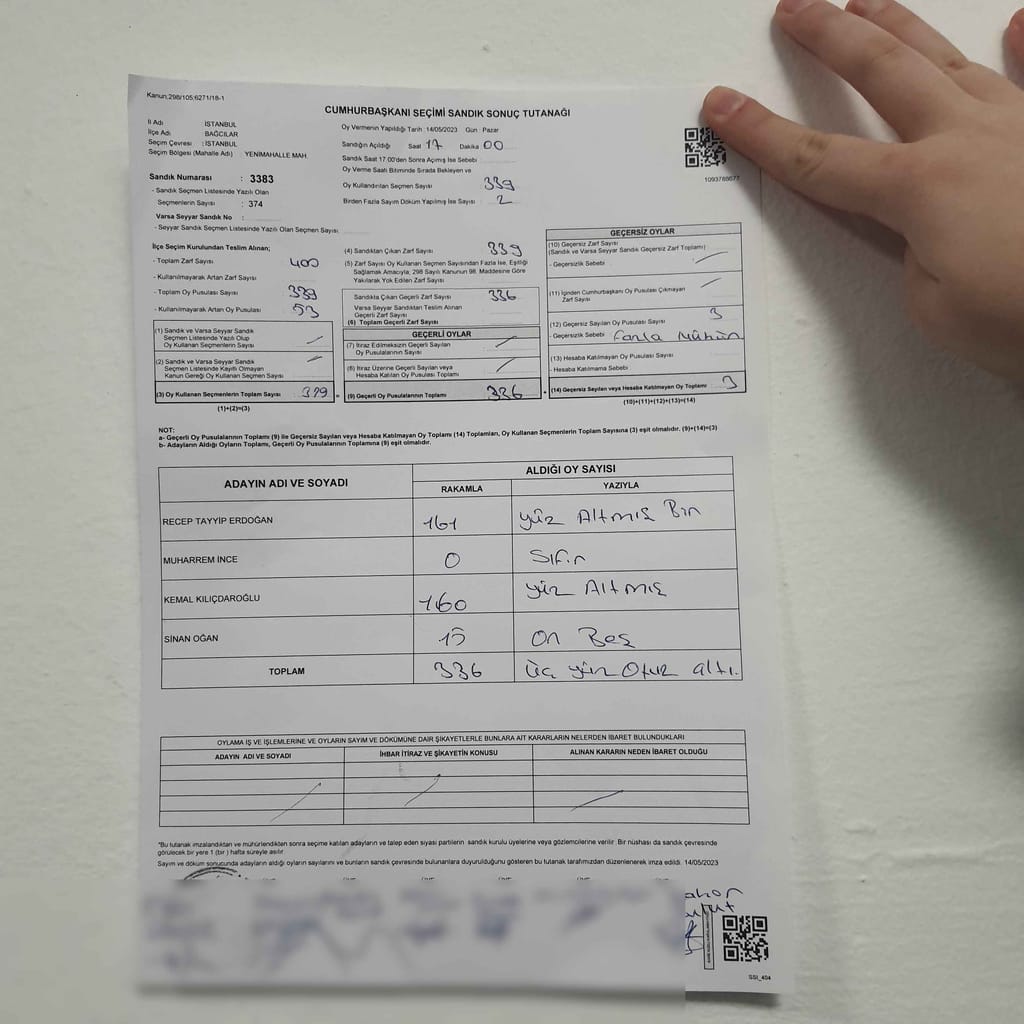 Kanun;298/105;6271/18-1
CUMHURBAŞKANI SEÇİMİ SANDIK SONUÇ TUTANAĞI
İl Adı : İSTANBUL
İlçe Adı : BAĞCILAR
Seçim Çevresi : İSTANBUL
Seçim Bölgesi (Mahalle Adı) : YENİMAHALLE MAH.
Sandık Numarası : 3383
- Sandık Seçmen Listesinde Yazılı Olan
Seçmenlerin Sayısı : 374
Varsa Seyyar Sandık No :
- Seyyar Sandık Seçmen Listesinde Yazılı Olan Seçmen Sayısı
Oy Vermenin Yapıldığı Tarih : 14/05/2023 Gün : Pazar
Sandığın Açıldığı Saat 17 Dakika 00
Sandık Saat 17.00'den Sonra Açımış İse Sebebi
Oy Verme Saati Bitiminde Sırada Bekleyen ve
Oy Kullandırılan Seçmen Sayısı 339
Birden Fazla Sayım Döküm Yapılmış İse Sayısı 2
1093788677
İlçe Seçim Kurulundan Teslim Alınan;
- Toplam Zarf Sayısı 400
- Kullanılmayarak Artan Zarf Sayısı
- Toplam Oy Pusulası Sayısı 339
- Kullanılmayarak Artan Oy Pusulası 53
(1) Sandık ve Varsa Seyyar Sandık
Seçmen Listesinde Yazılı Olup
Oy Kullanan Seçmenlerin Sayısı
(2) Sandık ve Varsa Seyyar Sandık
Seçmen Listesinde Kayıtlı Olmayan
Kanun Gereği Oy Kullanan Seçmen Sayısı
(3) Oy Kullanan Seçmenlerin Toplam Sayısı 339
(1)+(2)=(3)
(4) Sandıktan Çıkan Zarf Sayısı 339
(5) Zarf Sayısı Oy Kullanan Seçmen Sayısından Fazla İse, Eşitliği
Sağlamak Amacıyla, 298 Sayılı Kanunun 98. Maddesine Göre
Yakılarak Yok Edilen Zarf Sayısı
Sandıkta Çıkan Geçerli Zarf Sayısı 336
Varsa Seyyar Sandıktan Teslim Alınan
Geçerli Zarf Sayısı
(6) Toplam Geçerli Zarf Sayısı
GEÇERLİ OYLAR
(7) İtiraz Edilmeksizin Geçerli Sayılan
Oy Pusulalarının Sayısı
(8) İtiraz Üzerine Geçerli Sayılan veya
Hesaba Katılan Oy Pusulası Toplamı
= (9) Geçerli Oy Pusulalarının Toplamı 336
GEÇERSİZ OYLAR
(10) Geçersiz Zarf Sayısı
(Sandık ve Varsa Seyyar Sandık Geçersiz Zarf Toplamı)
- Geçersizlik Sebebi
(11) İçinden Cumhurbaşkanı Oy Pusulası Çıkmayan
Zarf Sayısı
(12) Geçersiz Sayılan Oy Pusulası Sayısı 3
- Geçersizlik Sebebi Fazla Mühür
(13) Hesaba Katılmayan Oy Pusulası Sayısı
- Hesaba Katılmama Sebebi
+ (14) Geçersiz Sayılan veya Hesaba Katılmayan Oy Toplamı 3
(10)+(11)+(12)+(13)=(14)
NOT:
a- Geçerli Oy Pusulalarının Toplamı (9) ile Geçersiz Sayılan veya Hesaba Katılmayan Oy Toplamı (14) Toplamları, Oy Kullanan Seçmenlerin Toplam Sayısına (3) eşit olmalıdır. (9)+(14)=(3)
b- Adayların Aldığı Oyların Toplamı, Geçerli Oy Pusulalarının Toplamına (9) eşit olmalıdır.
ADAYIN ADI VE SOYADI ALDIĞI OY SAYISI
RAKAMLA YAZIYLA
RECEP TAYYİP ERDOĞAN 161 yüz Altmış Bir
MUHARREM İNCE 0 Sıfır
KEMAL KILIÇDAROĞLU 160 yüz Altmış
SİNAN OĞAN 15 On Beş
TOPLAM 336 Üç yüz Otuz altı.
OYLAMA İŞ VE İŞLEMLERİNE VE OYLARIN SAYIM VE DÖKÜMÜNE DAİR ŞİKAYETLERLE BUNLARA AİT KARARLARIN NELERDEN İBARET BULUNDUKLARI
ADAYIN ADI VE SOYADI İHBAR İTİRAZ VE ŞİKAYETİN KONUSU ALINAN KARARIN NEDEN İBARET OLDUĞU
*Bu tutanak imzalandıktan ve mühürlendikten sonra seçime katılan adayların ve talep eden siyasi partilerin sandık kurulu üyelerine veya gözlemcilerine verilir. Bir nüshası da sandık çevresinde
görülecek bir yere 1 (bir ) hafta süreyle asılır.
Sayım ve döküm sonucunda adayların aldığı oyların sayılarını ve bunların sandık çevresinde bulunanlara duyurulduğunu gösteren bu tutanak tarafımızdan düzenlenerek imza edildi. 14/05/2023
SSI_404